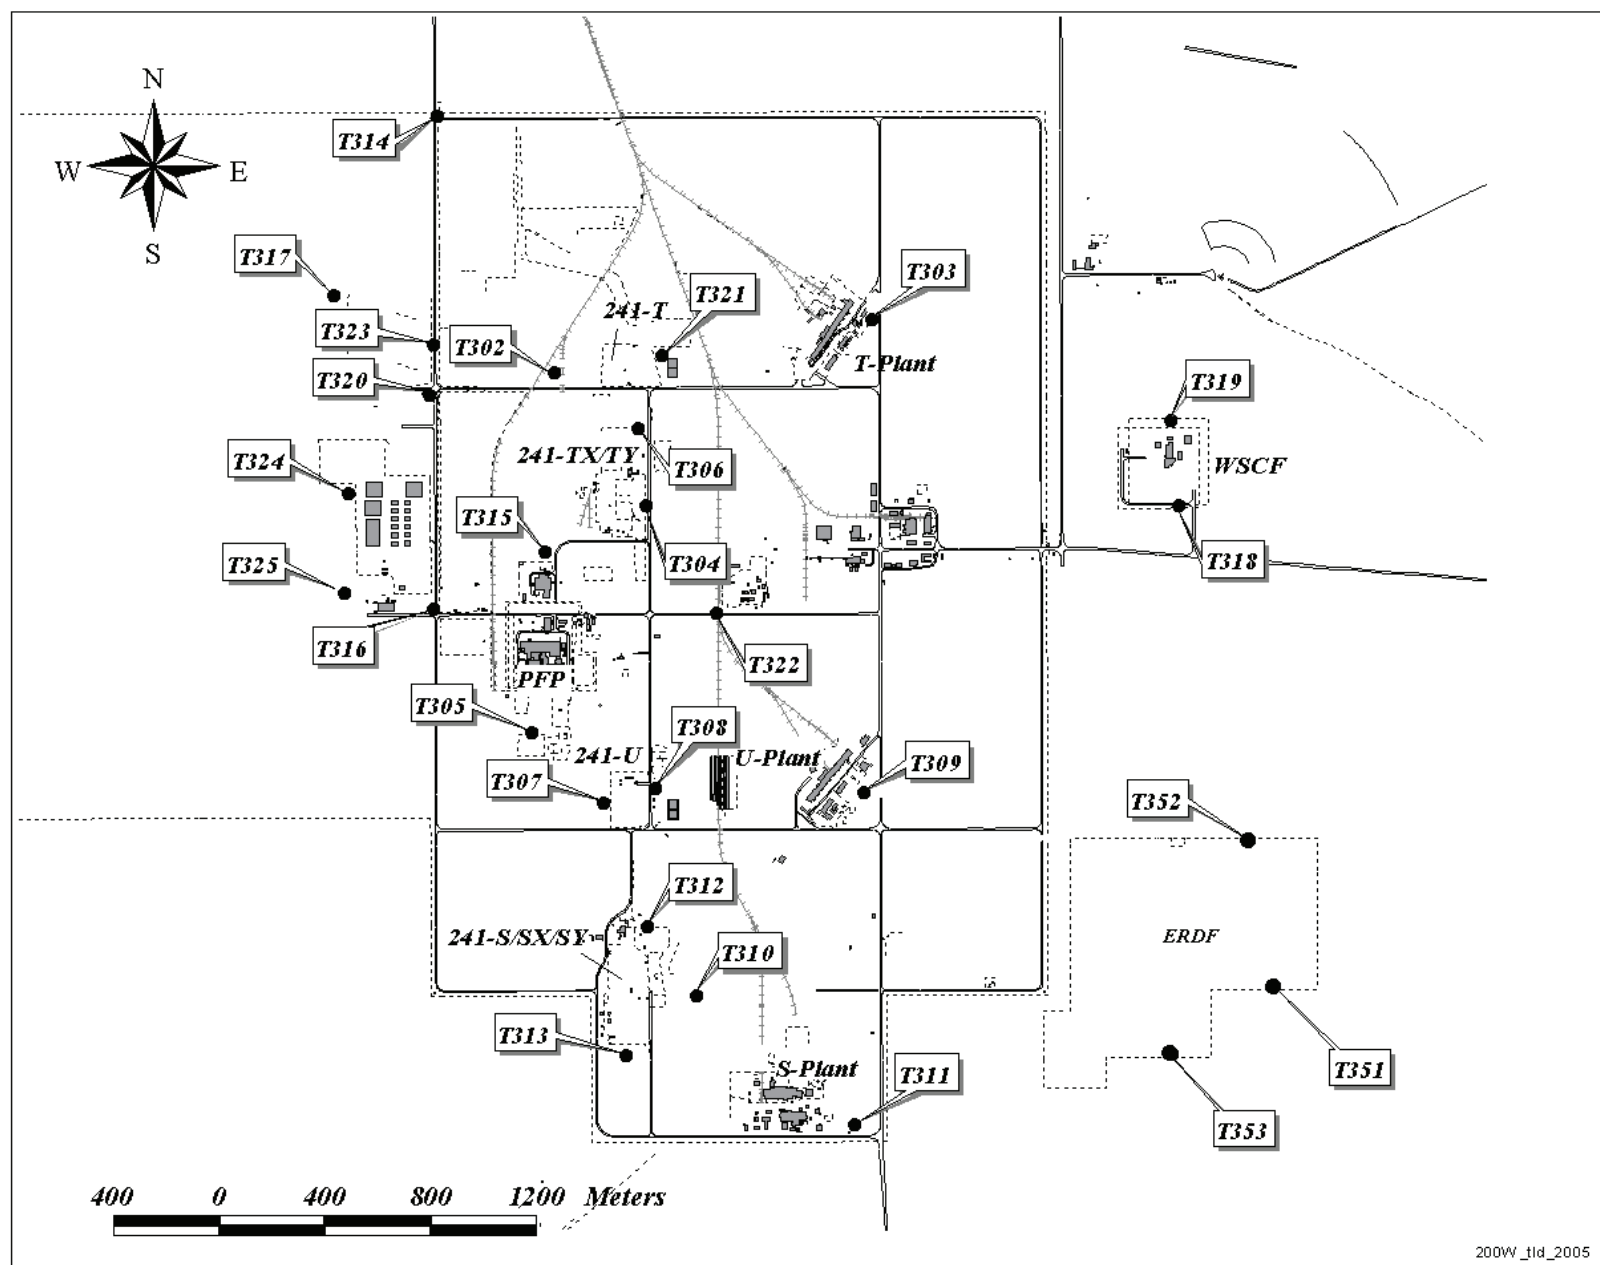 N
W E
S
T314
T317
T303
T321
241-T
T323
T302
T-Plant
T320
T319
T324
241-TX/TY
T306
WSCF
T315
T304
T318
T325
T316
T322
PFP
T305
T308
241-U
U-Plant
T309
T307
T352
T312
241-S/SX/SY
ERDF
T310
T313
S-Plant
T311
T351
T353
400 0 400 800 1200 Meters
200W_tld_2005